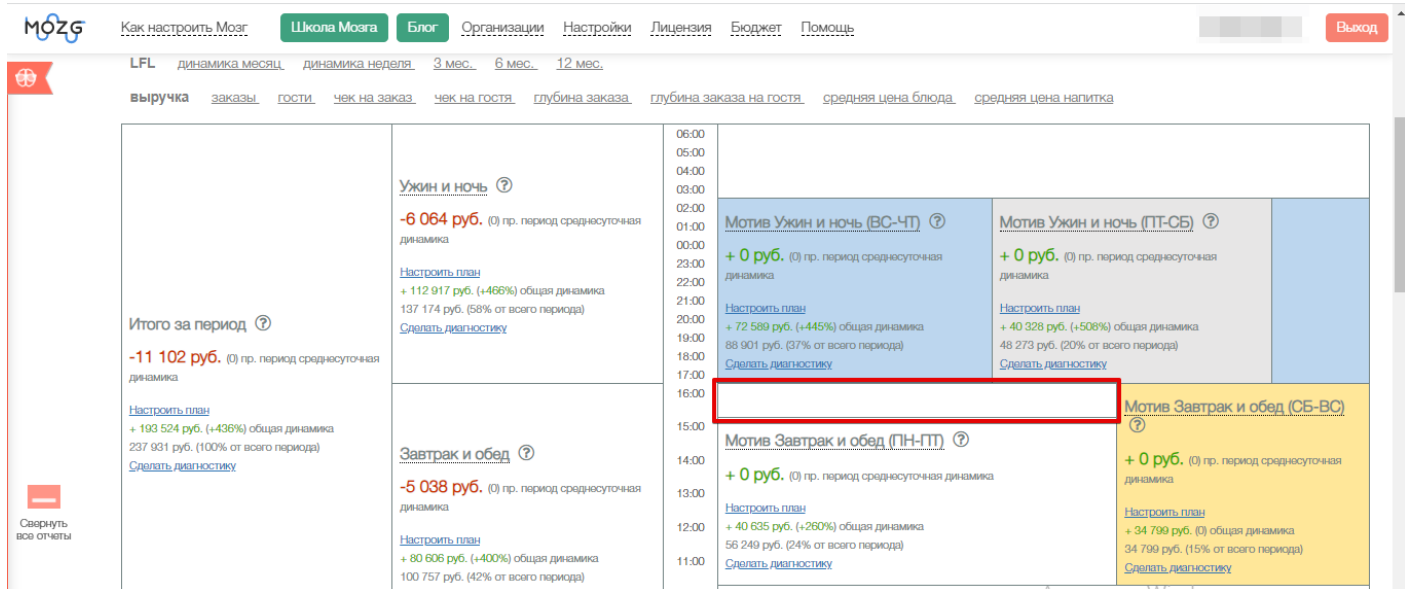 MOZG Как настроить Мозг Школа Мозга Блог Организации Настройки Лицензия Бюджет Помощь Выход
LFL динамика месяц динамика неделя 3 мес. 6 мес. 12 мес.
выручка заказы гости чек на заказ чек на гостя глубина заказа глубина заказа на гостя средняя цена блюда средняя цена напитка
Итого за период ?
-11 102 руб. (0) пр. период среднесуточная
динамика
Настроить план
+ 193 524 руб. (+436%) общая динамика
237 931 руб. (100% от всего периода)
Сделать диагностику
Свернуть
все отчеты
Ужин и ночь ?
-6 064 руб. (0) пр. период среднесуточная
динамика
Настроить план
+ 112 917 руб. (+466%) общая динамика
137 174 руб. (58% от всего периода)
Сделать диагностику
Завтрак и обед ?
-5 038 руб. (0) пр. период среднесуточная
динамика
Настроить план
+ 80 606 руб. (+400%) общая динамика
100 757 руб. (42% от всего периода)
06:00
05:00
04:00
03:00
02:00
01:00
00:00
23:00
22:00
21:00
20:00
19:00
18:00
17:00
16:00
15:00
14:00
13:00
12:00
11:00
Мотив Ужин и ночь (ВС-ЧТ) ?
+ 0 руб. (0) пр. период среднесуточная
динамика
Настроить план
+ 72 589 руб. (+445%) общая динамика
88 901 руб. (37% от всего периода)
Сделать диагностику
Мотив Ужин и ночь (ПТ-СБ) ?
+ 0 руб. (0) пр. период среднесуточная
динамика
Настроить план
+ 40 328 руб. (+508%) общая динамика
48 273 руб. (20% от всего периода)
Сделать диагностику
Мотив Завтрак и обед (ПН-ПТ) ?
+ 0 руб. (0) пр. период среднесуточная динамика
Настроить план
+ 40 635 руб. (+260%) общая динамика
56 249 руб. (24% от всего периода)
Сделать диагностику
Мотив Завтрак и обед (СБ-ВС)
?
+ 0 руб. (0) пр. период среднесуточная
динамика
Настроить план
+ 34 799 руб. (0) общая динамика
34 799 руб. (15% от всего периода)
Сделать диагностику